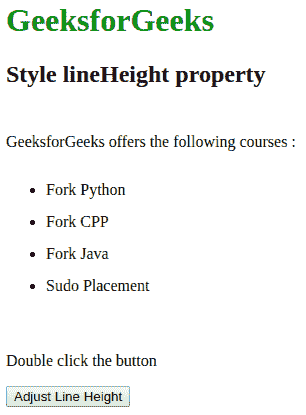 GeeksforGeeks
Style lineHeight property
GeeksforGeeks offers the following courses :
Fork Python
Fork CPP
Fork Java
Sudo Placement
Double click the button
Adjust Line Height